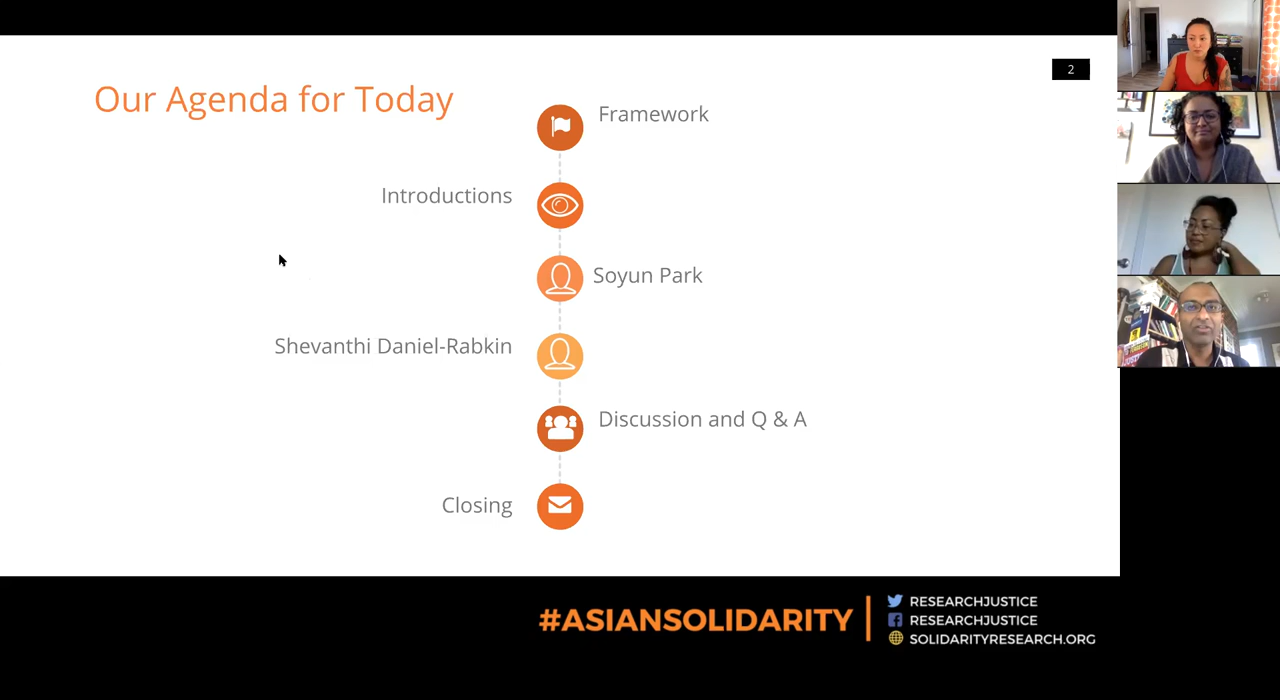 2
Our Agenda for Today
Framework
Introductions
Soyun Park
Shevanthi Daniel-Rabkin
Discussion and Q & A
Closing
#ASIANSOLIDARITY
RESEARCHJUSTICE
RESEARCHJUSTICE
SOLIDARITYRESEARCH.ORG